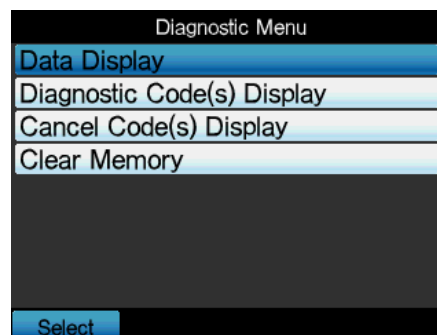 Diagnostic Menu
Data Display
Diagnostic Code(s) Display
Cancel Code(s) Display
Clear Memory
Select